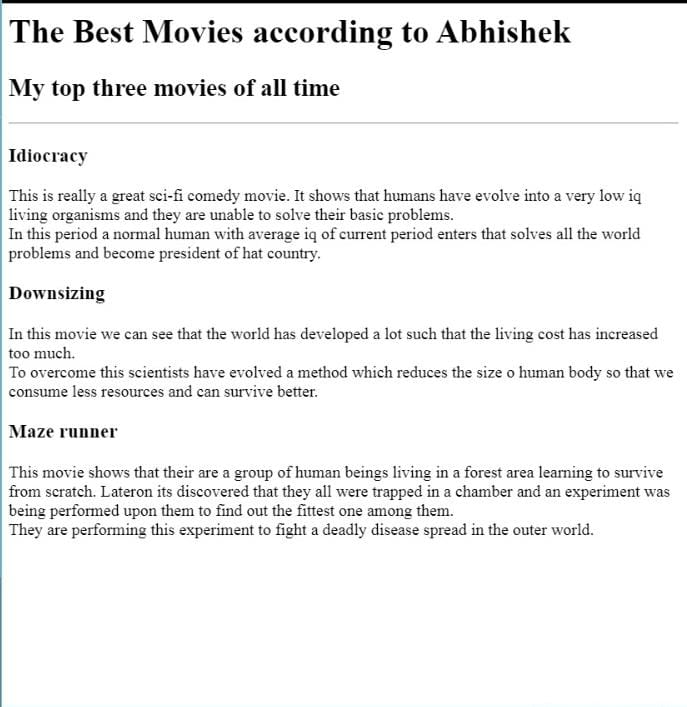 The Best Movies according to Abhishek
My top three movies of all time
Idiocracy
This is really a great sci-fi comedy movie. It shows that humans have evolve into a very low iq
living organisms and they are unable to solve their basic problems.
In this period a normal human with average iq of current period enters that solves all the world
problems and become president of hat country.
Downsizing
In this movie we can see that the world has developed a lot such that the living cost has increased
too much.
To overcome this scientists have evolved a method which reduces the size o human body so that we
consume less resources and can survive better.
Maze runner
This movie shows that their are a group of human beings living in a forest area learning to survive
from scratch. Lateron its discovered that they all were trapped in a chamber and an experiment was
being performed upon them to find out the fittest one among them.
They are performing this experiment to fight a deadly disease spread in the outer world.